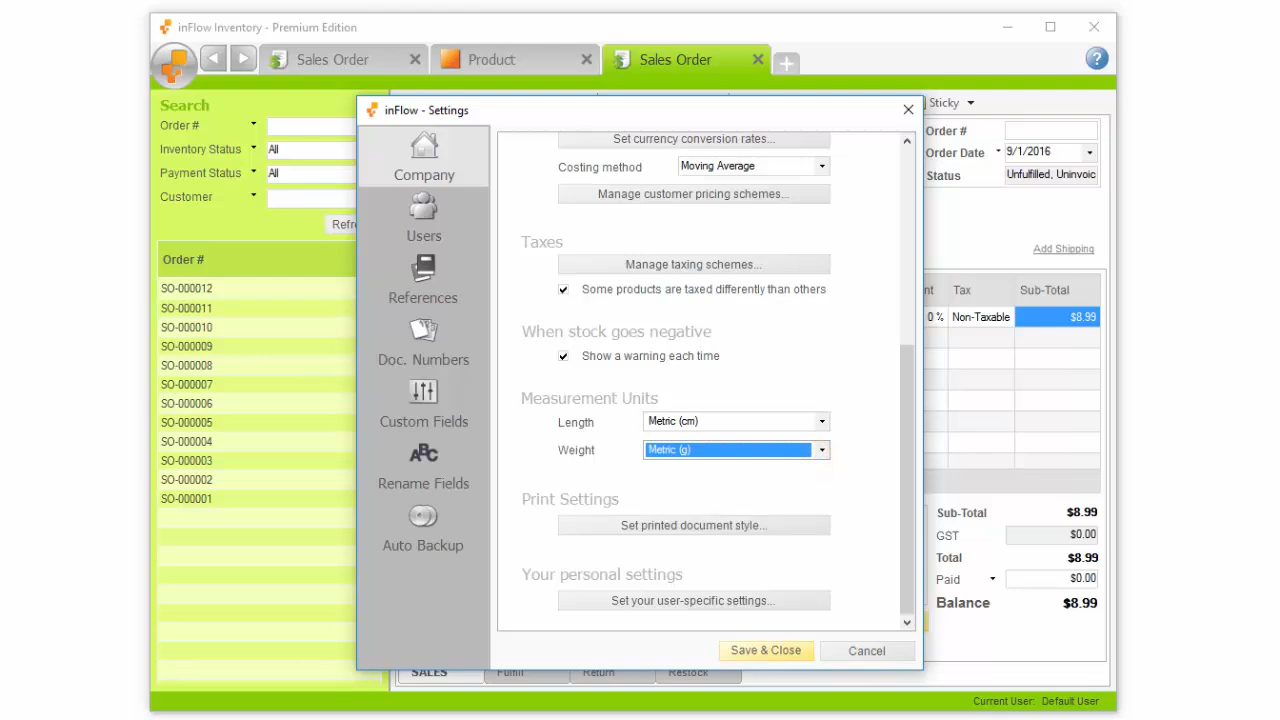 inFlow Inventory - Premium Edition
Sales Order
Product
Sales Order
?
Search
Order #
Inventory Status All
Payment Status All
Customer
Order #
SO-000012
SO-000011
SO-000010
SO-000009
SO-000008
SO-000007
SO-000006
SO-000005
SO-000004
SO-000003
SO-000002
SO-000001
inFlow - Settings
Company
Users
References
Doc. Numbers
Custom Fields
ABC
Rename Fields
Auto Backup
Set currency conversion rates...
Costing method Moving Average
Manage customer pricing schemes...
Taxes
Manage taxing schemes...
Some products are taxed differently than others
When stock goes negative
Show a warning each time
Measurement Units
Length Metric (cm)
Weight Metric (g)
Print Settings
Set printed document style...
Your personal settings
Set your user-specific settings...
Save & Close Cancel
Sticky
Order #
Order Date 9/1/2016
Status Unfulfilled, Uninvoic
Add Shipping
Tax Sub-Total
0 % Non-Taxable $8.99
Sub-Total $8.99
GST $0.00
Total $8.99
Paid $0.00
Balance $8.99
SALES Fulfill Return Restock
Current User: Default User